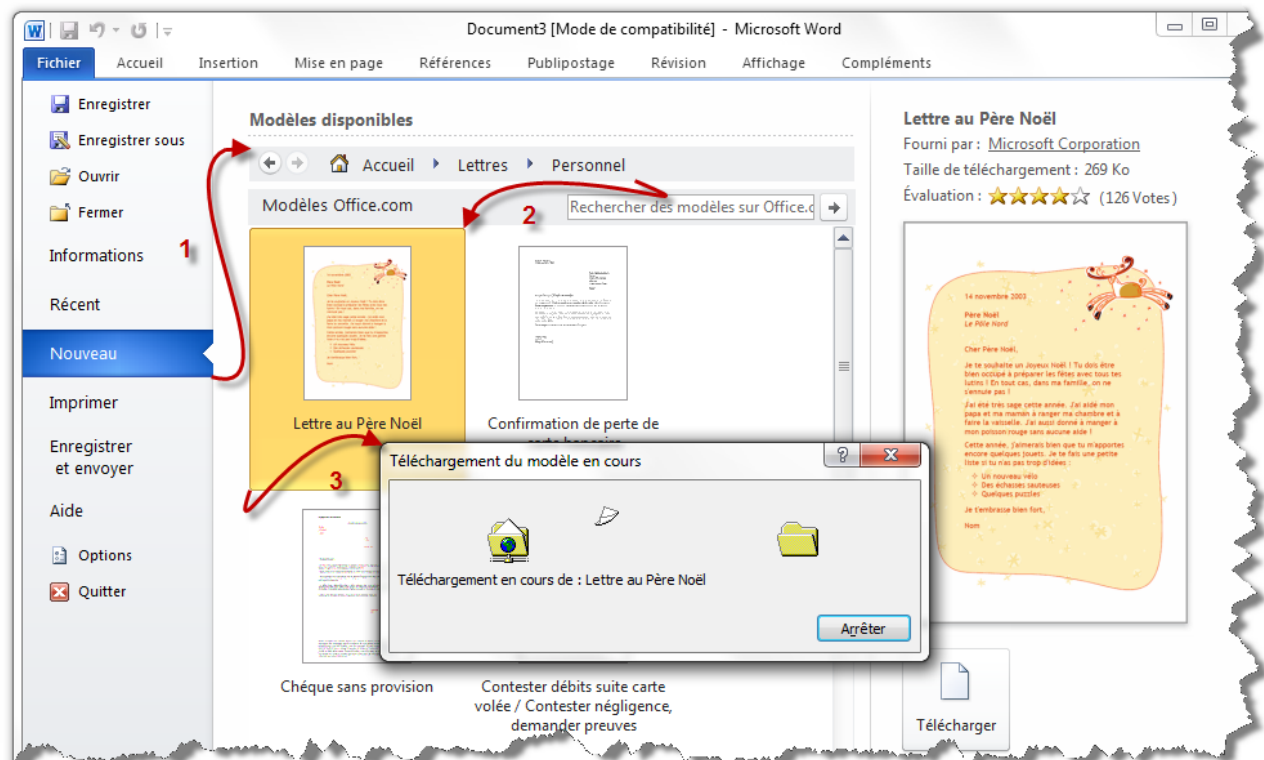 Document3 [Mode de compatibilité] - Microsoft Word
Fichier Accueil Insertion Mise en page Références Publipostage Révision Affichage Compléments
Enregistrer
Enregistrer sous
Ouvrir
Fermer
Informations
Récent
Nouveau
Imprimer
Enregistrer
et envoyer
Aide
Options
Quitter
1
Modèles disponibles
Accueil Lettres Personnel
Modèles Office.com
2
Rechercher des modèles sur Office.c
Lettre au Père Noël
Confirmation de perte de
carte bancaire
3
Téléchargement du modèle en cours
Téléchargement en cours de : Lettre au Père Noël
Arrêter
Chéque sans provision
Contester débits suite carte
volée / Contester négligence,
demander preuves
Lettre au Père Noël
Fourni par : Microsoft Corporation
Taille de téléchargement : 269 Ko
Évaluation : (126 Votes)
14 novembre 2003
Père Noël
Le Pôle Nord
Cher Père Noël,
Je te souhaite un Joyeux Noël ! Tu dois être
bien occupé à préparer les fêtes avec tous tes
lutins ! En tout cas, dans ma famille, on ne
s'ennuie pas !
J'ai été très sage cette année. J'ai aidé mon
papa et ma maman à ranger ma chambre et à
faire la vaisselle. J'ai aussi donné à manger à
mon poisson rouge sans aucune aide !
Cette année, j'aimerais bien que tu m'apportes
encore quelques jouets. Je te fais une petite
liste si tu n'as pas trop d'idées :
Un nouveau vélo
Des échasses sauteuses
Quelques puzzles
Je t'embrasse bien fort,
Nom
Télécharger